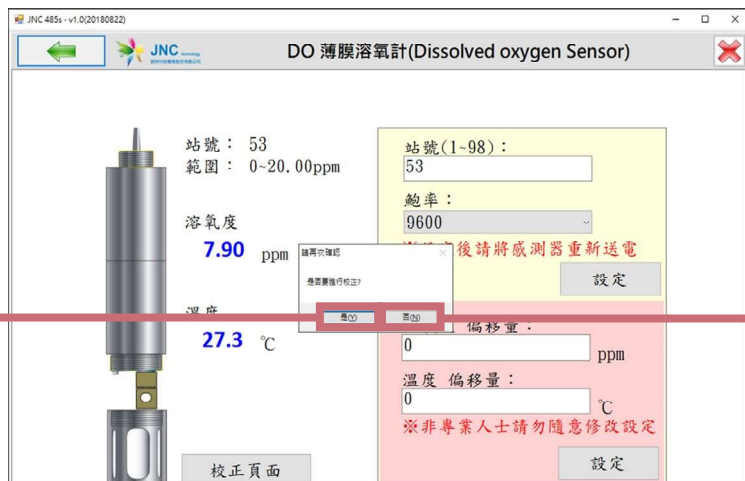 JNC 485s - v1.0(20180822)
JNC
DO 薄膜溶氧計(Dissolved oxygen Sensor)
站號： 53
範圍： 0~20.00ppm
溶氧度
7.90 ppm
27.3 ℃
校正頁面
站號(1~98)：
53
鮑率：
9600
後請將感測器重新送電
設定
請再次確認
是否要進行校正?
是(Y)
否(N)
偏移量：
0
ppm
溫度 偏移量：
0
℃
※非專業人士請勿隨意修改設定
設定